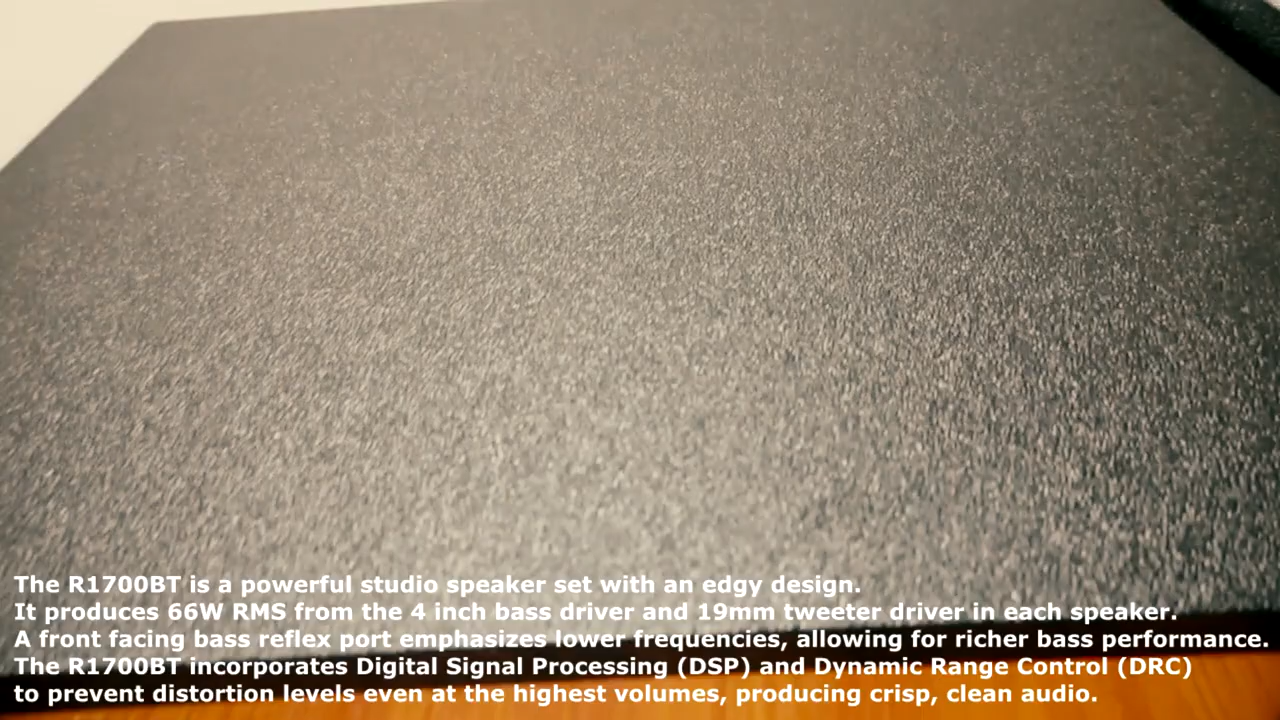 The R1700BT is a powerful studio speaker set with an edgy design.
It produces 66W RMS from the 4 inch bass driver and 19mm tweeter driver in each speaker.
A front facing bass reflex port emphasizes lower frequencies, allowing for richer bass performance.
The R1700BT incorporates Digital Signal Processing (DSP) and Dynamic Range Control (DRC)
to prevent distortion levels even at the highest volumes, producing crisp, clean audio.